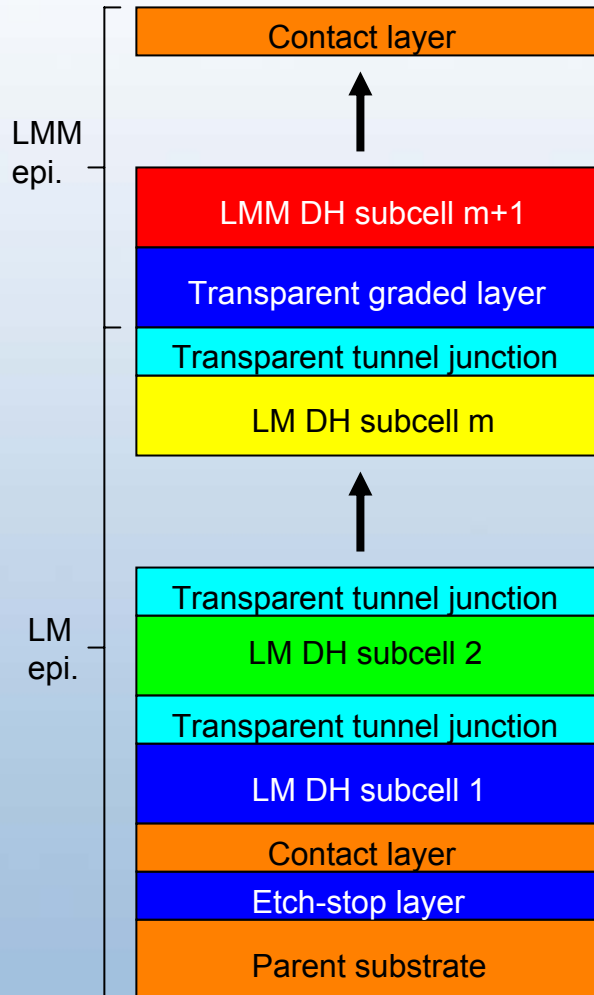 Contact layer
LMM
epi.
LMM DH subcell m+1
Transparent graded layer
Transparent tunnel junction
LM DH subcell m
Transparent tunnel junction
LM
epi.
LM DH subcell 2
Transparent tunnel junction
LM DH subcell 1
Contact layer
Etch-stop layer
Parent substrate